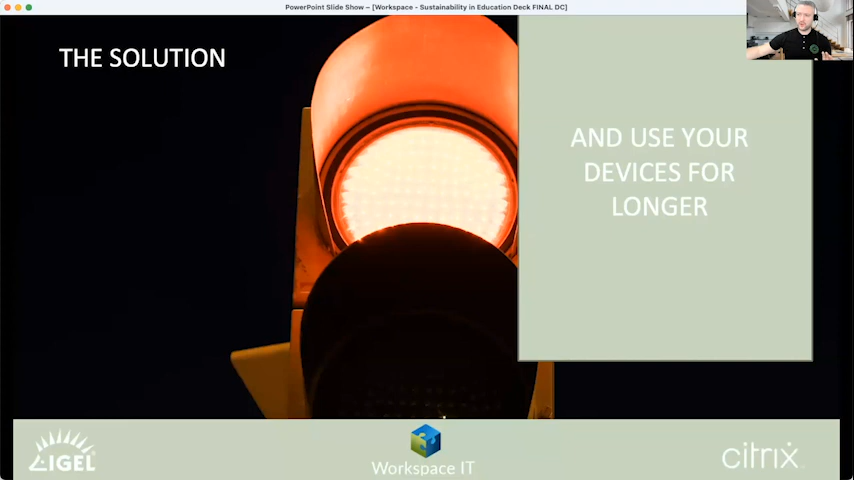 PowerPoint Slide Show – [Workspace - Sustainability in Education Deck FINAL DC]
THE SOLUTION
AND USE YOUR
DEVICES FOR
LONGER
IGEL
Workspace IT
citrix